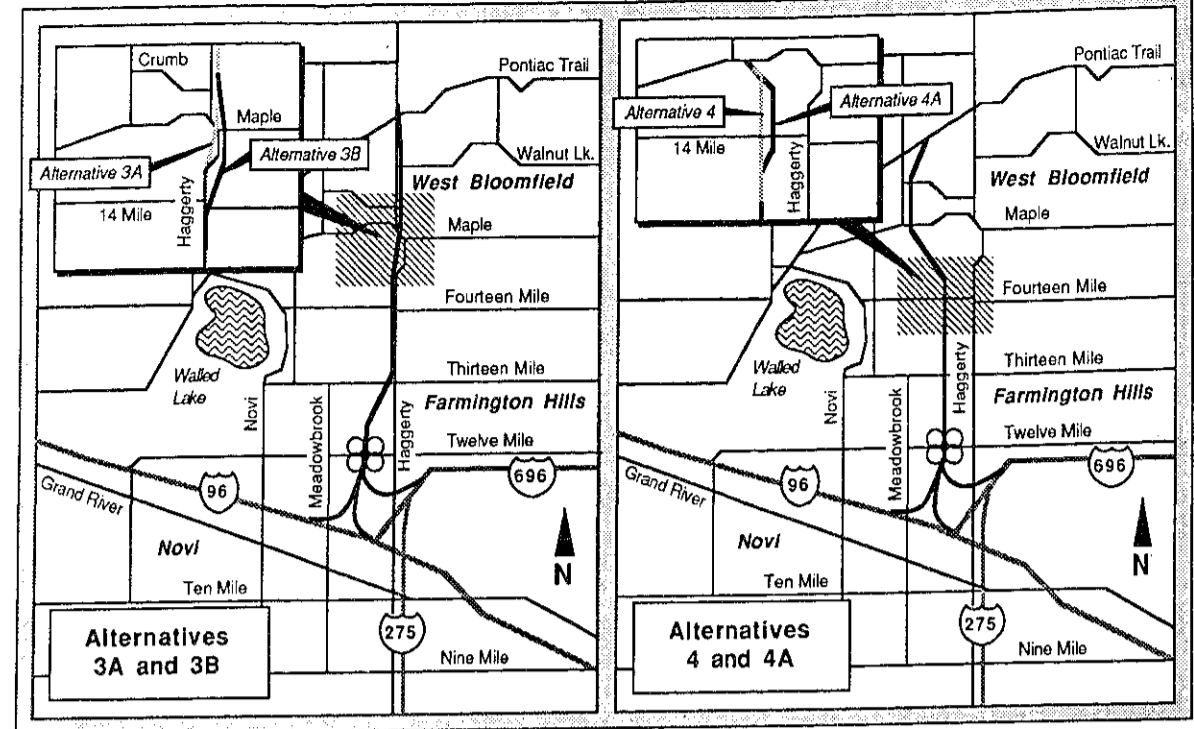 Crumb
Maple
Alternative 3A
Alternative 3B
14 Mile
Haggerty
Pontiac Trail
Walnut Lk.
West Bloomfield
Maple
Fourteen Mile
Walled
Lake
Thirteen Mile
Novi
Meadowbrook
Haggerty
Farmington Hills
Twelve Mile
696
96
Grand River
Novi
N
Ten Mile
275
Nine Mile
Alternatives
3A and 3B
Alternative 4
Alternative 4A
14 Mile
Haggerty
Pontiac Trail
Walnut Lk.
West Bloomfield
Maple
Fourteen Mile
Walled
Lake
Thirteen Mile
Novi
Meadowbrook
Haggerty
Farmington Hills
Twelve Mile
696
96
Grand River
Novi
N
Ten Mile
275
Nine Mile
Alternatives
4 and 4A